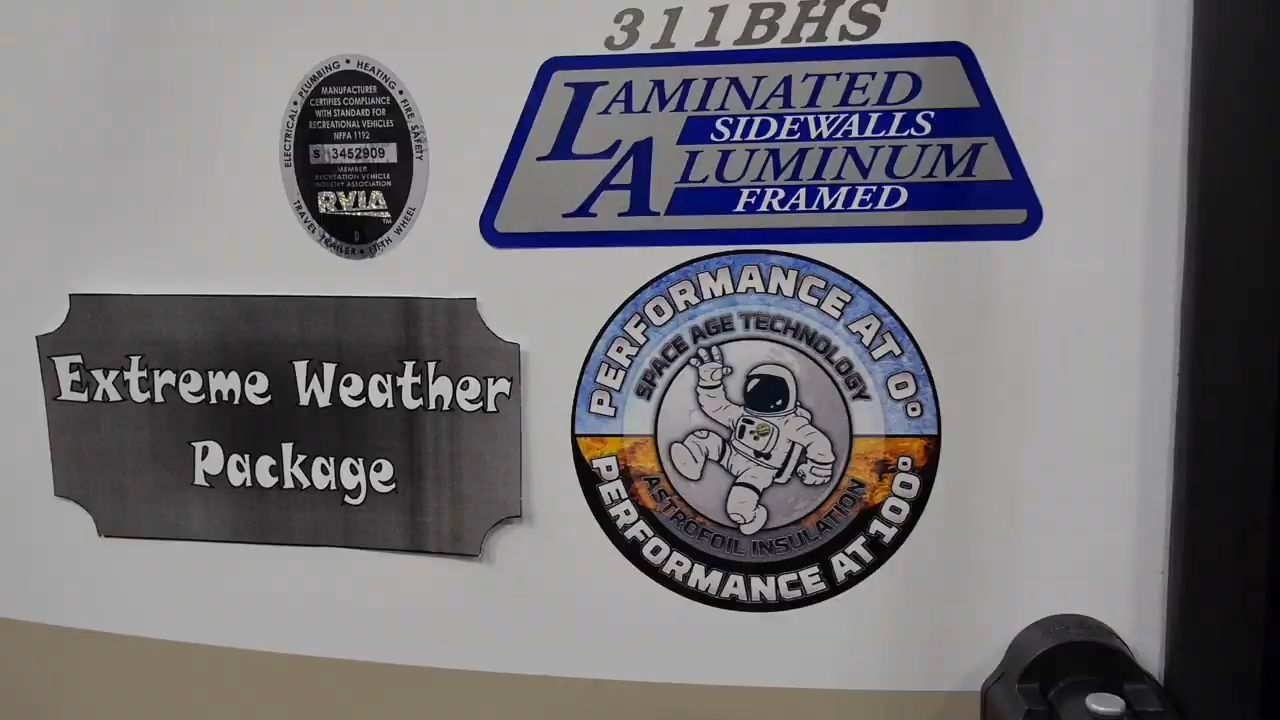 311BHS
ELECTRICAL • PLUMBING • HEATING • FIRE SAFETY
MANUFACTURER
CERTIFIES COMPLIANCE
WITH STANDARD FOR
RECREATIONAL VEHICLES
NFPA 1192
S 3452909
MEMBER
RECREATION VEHICLE
INDUSTRY ASSOCIATION
RVIA
TM
D
TRAVEL TRAILER • FIFTH WHEEL
LAMINATED
SIDEWALLS
ALUMINUM
FRAMED
Extreme Weather
Package
PERFORMANCE AT 0°
SPACE AGE TECHNOLOGY
ASTROFOIL INSULATION
PERFORMANCE AT 100°